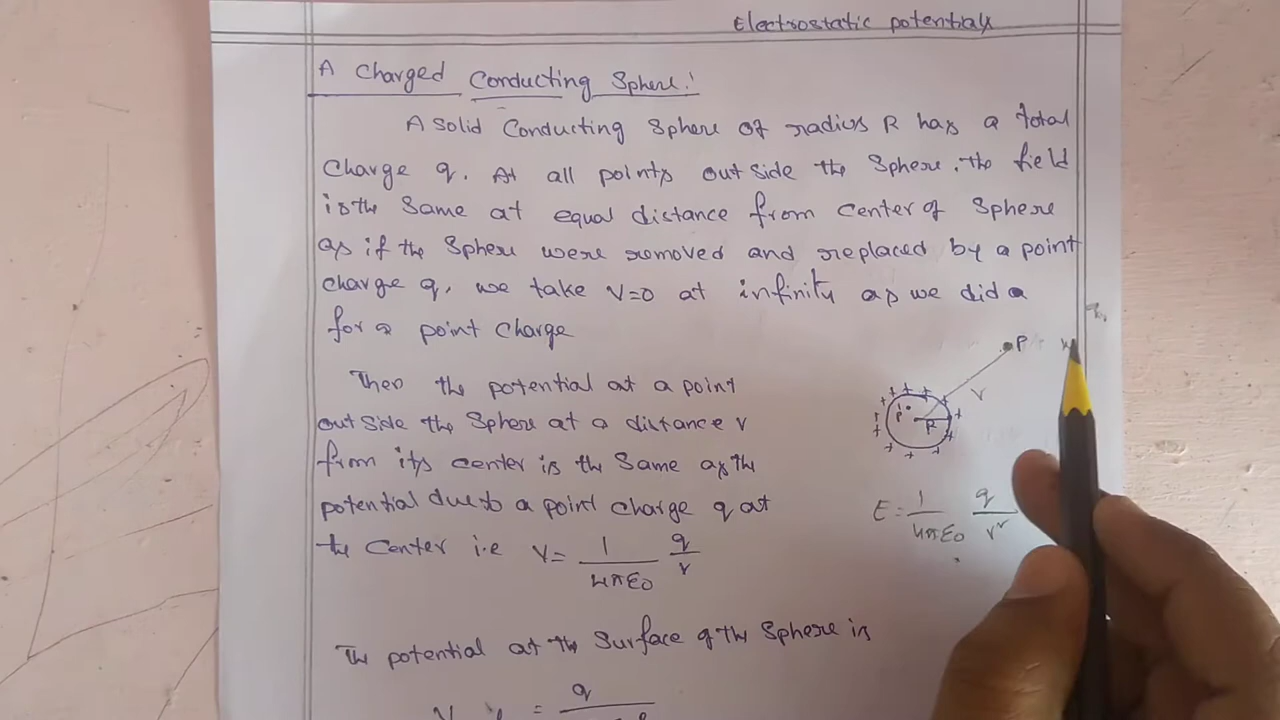 Electrostatic potentials
A Charged Conducting Sphere:
A Solid Conducting Sphere of radius R has a total
Charge q. At all points outside the Sphere. the field
is the Same at equal distance from center of Sphere
as if the Sphere were removed and replaced by a point
charge q. we take V=0 at infinity as we did a
for a point charge
Then the potential at a point
outside the Sphere at a distance r
from its center is the Same as the
potential due to a point charge q at
the center i.e V = 1/4πε0 q/r
P
r
P'
R
+ + + + + + + + + + + +
E = 1/4πε0 q/r²
The potential at the Surface of the Sphere is
V = q